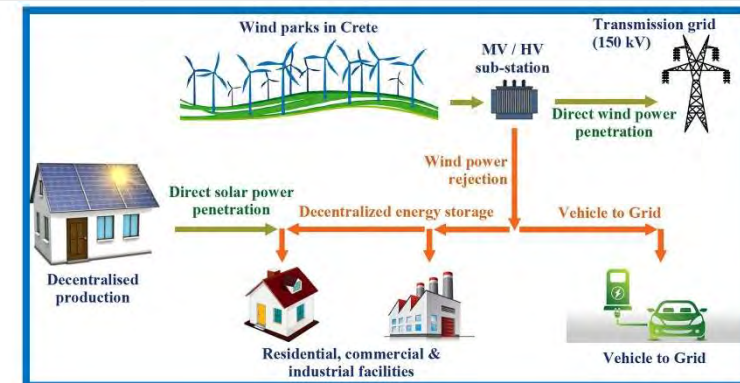 Wind parks in Crete
Transmission grid
(150 kV)
MV / HV
sub-station
Direct wind power
penetration
Wind power
rejection
Direct solar power
penetration
Decentralized energy storage
Vehicle to Grid
Decentralised
production
Residential, commercial &
industrial facilities
Vehicle to Grid